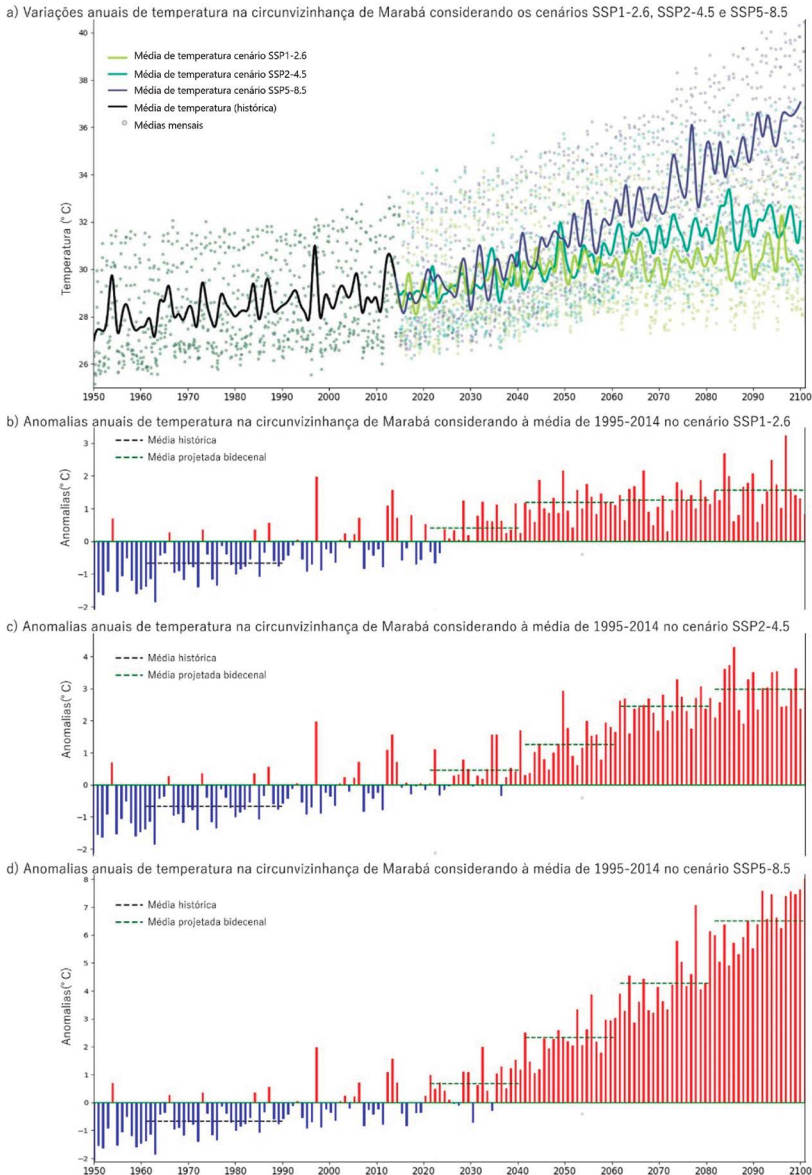 a) Variações anuais de temperatura na circunvizinhança de Marabá considerando os cenários SSP1-2.6, SSP2-4.5 e SSP5-8.5
Média de temperatura cenário SSP1-2.6
Média de temperatura cenário SSP2-4.5
Média de temperatura cenário SSP5-8.5
Média de temperatura (histórica)
Médias mensais
Temperatura (° C)
40
38
36
34
32
30
28
26
1950 1960 1970 1980 1990 2000 2010 2020 2030 2040 2050 2060 2070 2080 2090 2100
b) Anomalias anuais de temperatura na circunvizinhança de Marabá considerando à média de 1995-2014 no cenário SSP1-2.6
Média histórica
Média projetada bidecenal
Anomalias(° C)
3
2
1
0
−1
−2
c) Anomalias anuais de temperatura na circunvizinhança de Marabá considerando à média de 1995-2014 no cenário SSP2-4.5
Média histórica
Média projetada bidecenal
Anomalias(° C)
4
3
2
1
0
−1
−2
d) Anomalias anuais de temperatura na circunvizinhança de Marabá considerando à média de 1995-2014 no cenário SSP5-8.5
Média histórica
Média projetada bidecenal
Anomalias(° C)
8
7
6
5
4
3
2
1
0
−1
−2
1950 1960 1970 1980 1990 2000 2010 2020 2030 2040 2050 2060 2070 2080 2090 2100